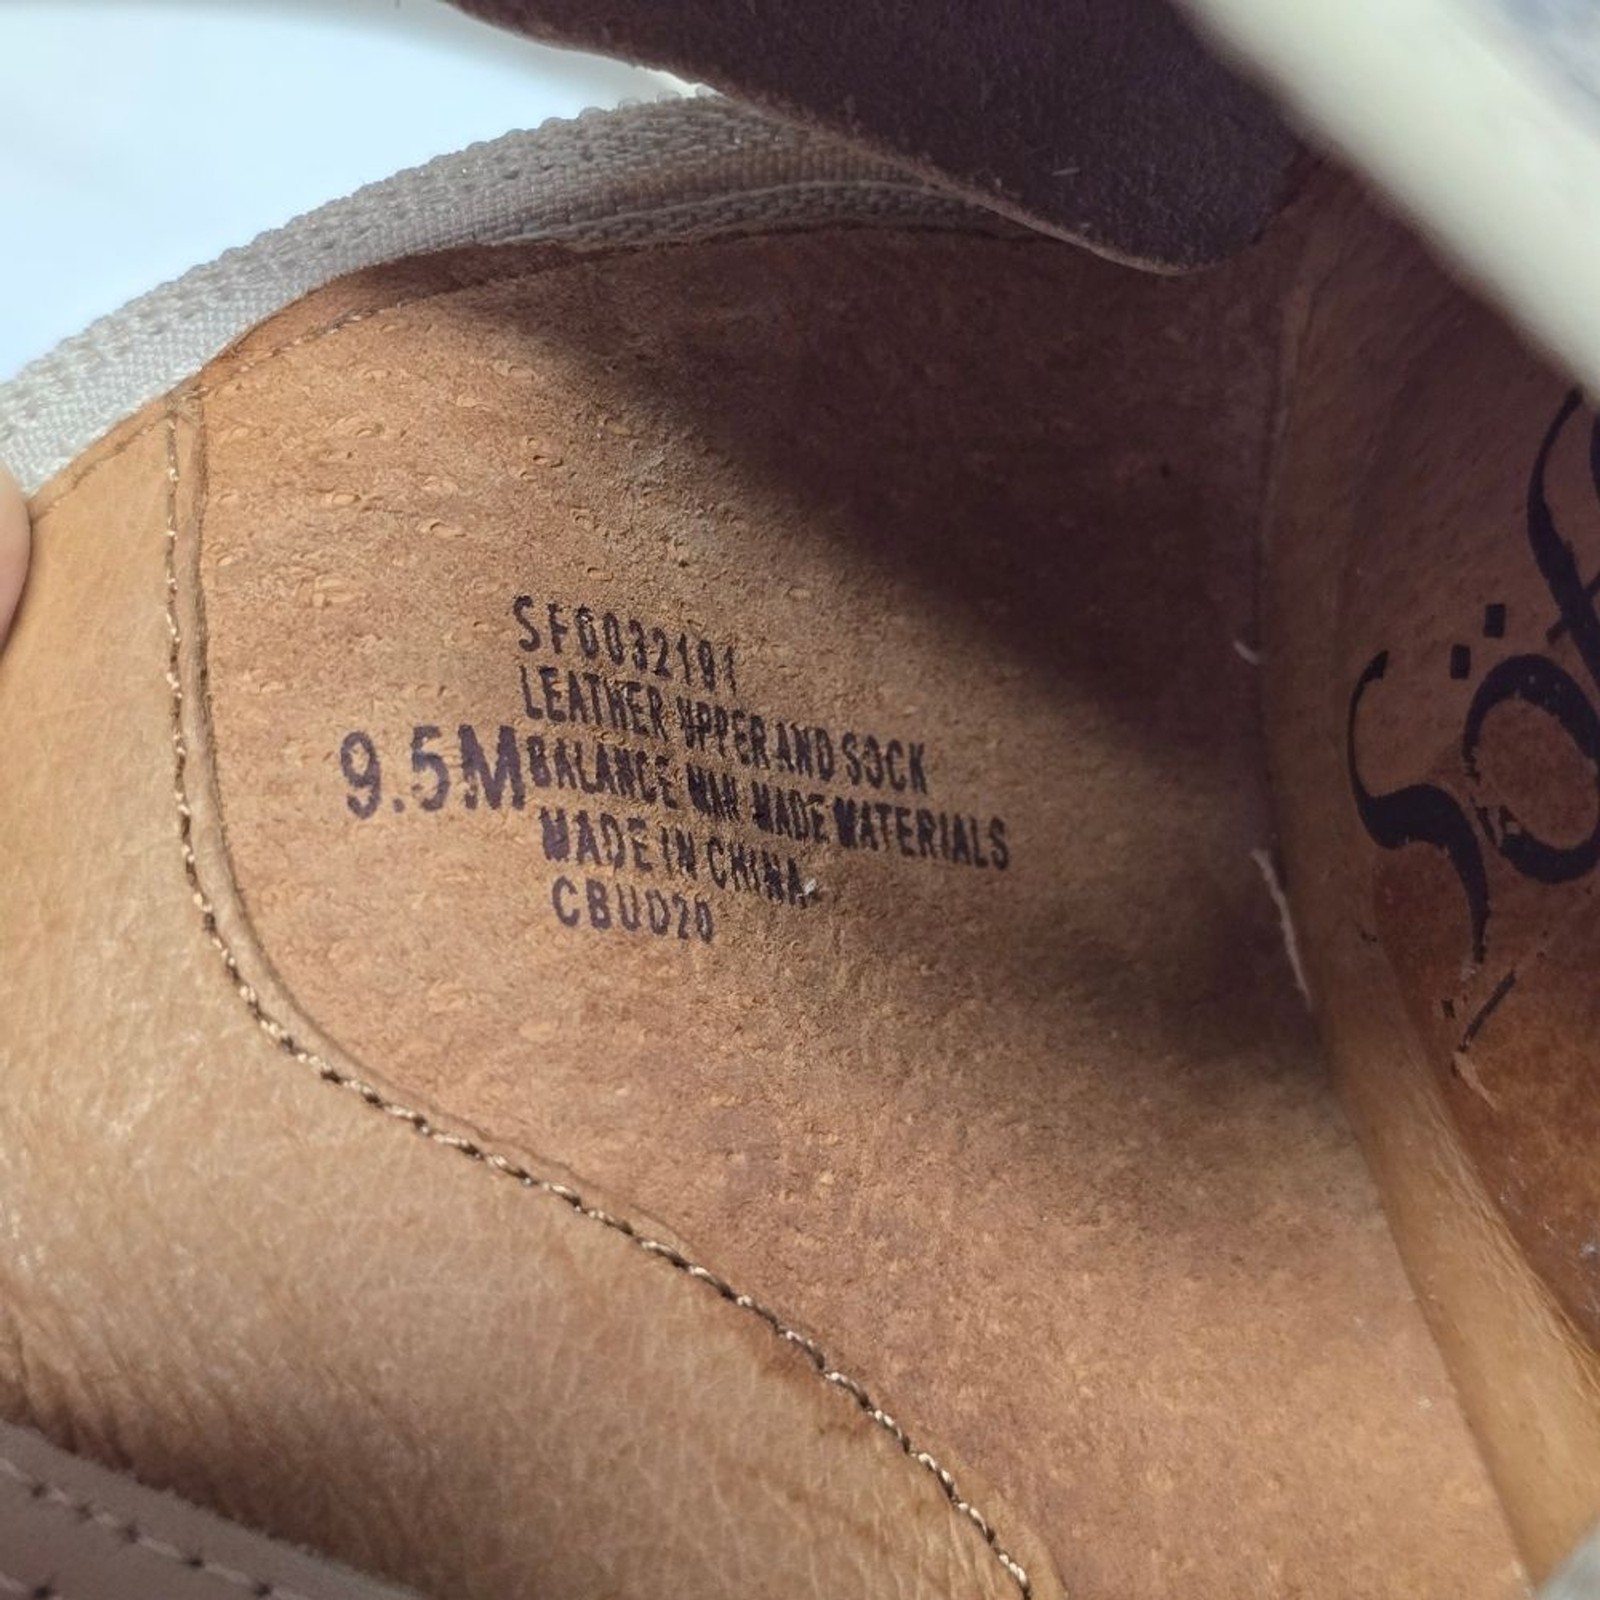 SF0032191
LEATHER UPPER AND SOCK
9.5M BALANCE MAN MADE MATERIALS
MADE IN CHINA
CBUD20